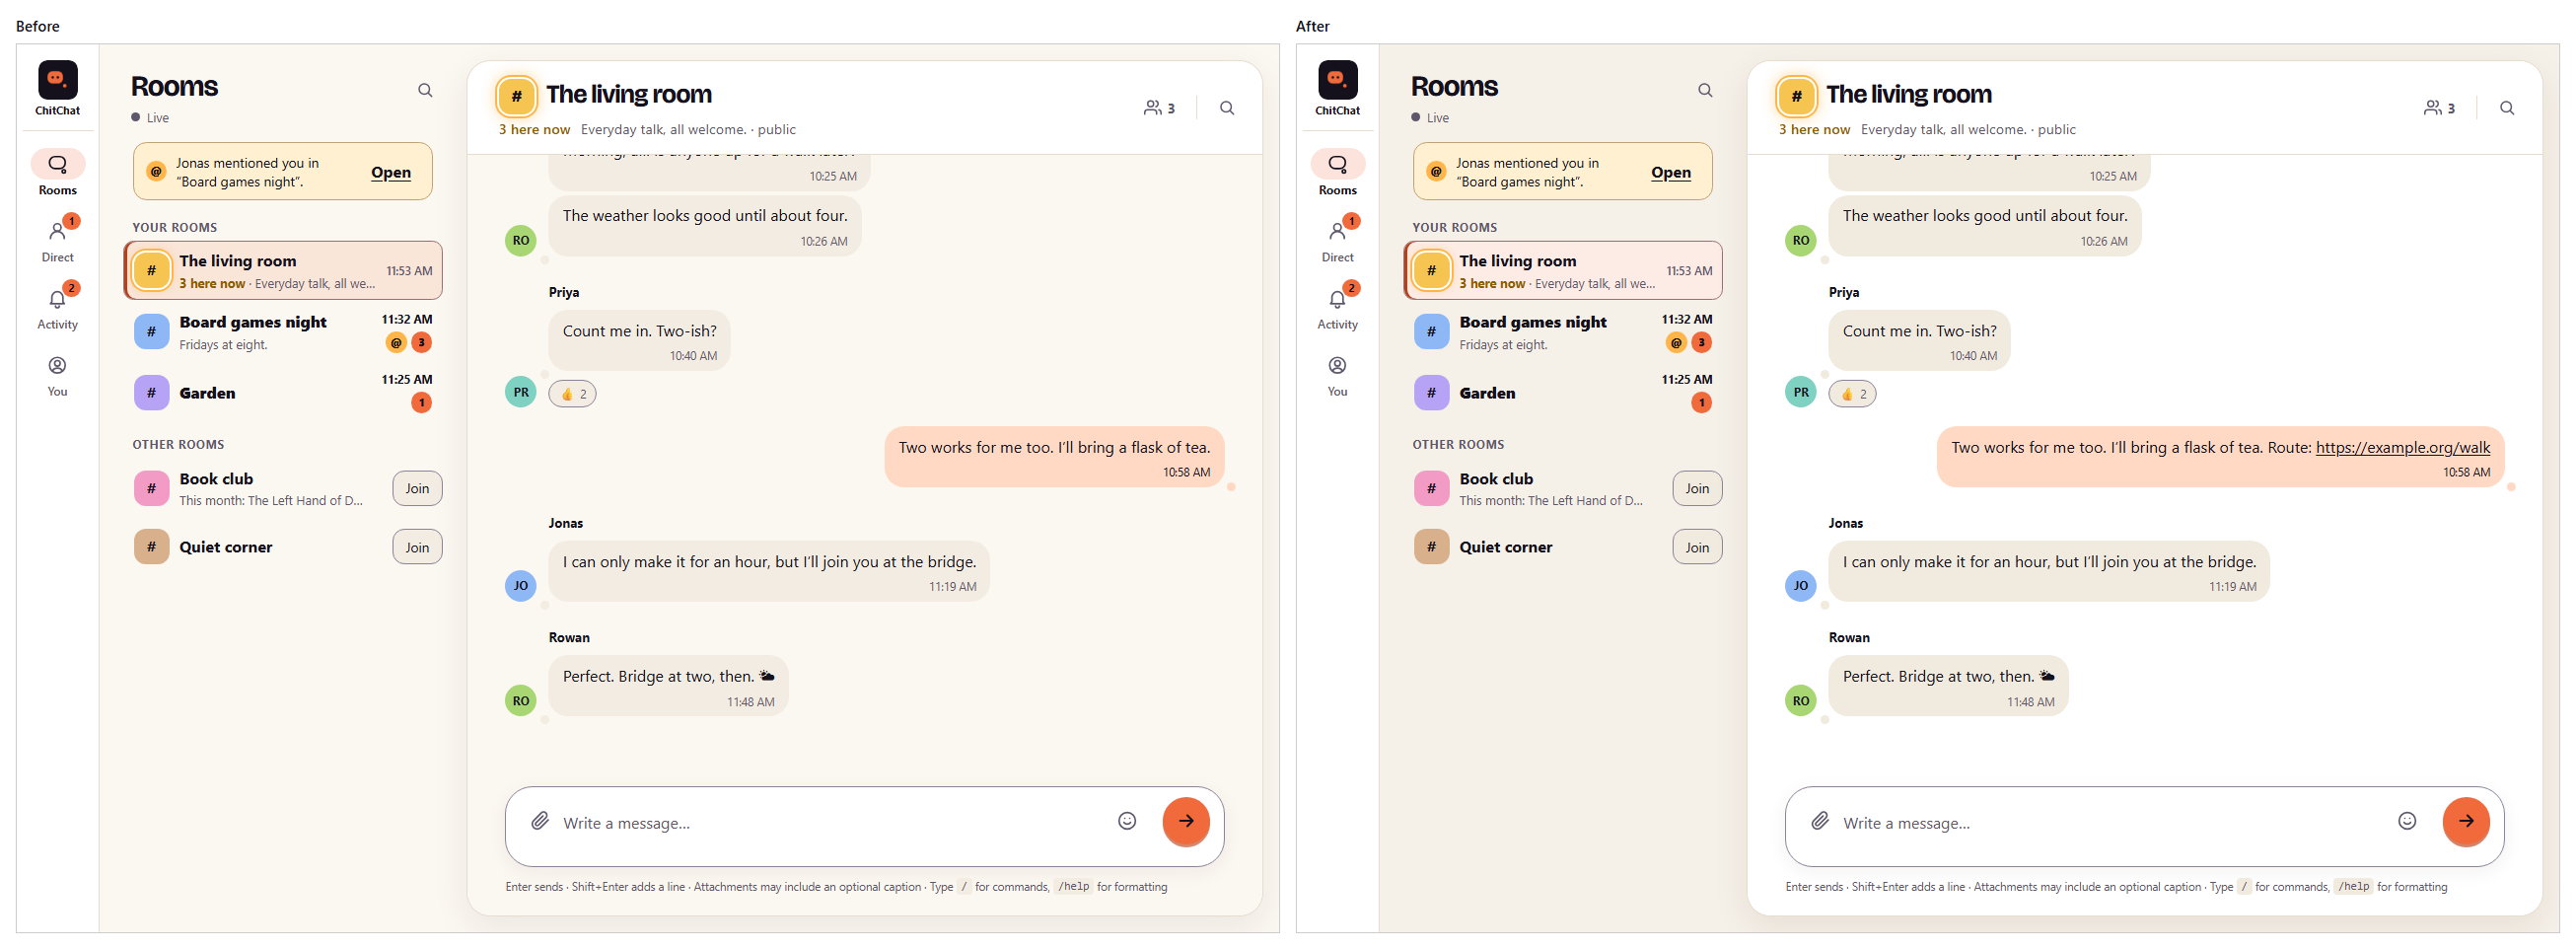 Before
ChitChat
Rooms
1
Direct
2
Activity
You
Rooms
Live
@ Jonas mentioned you in
“Board games night”.
Open
YOUR ROOMS
# The living room
11:53 AM
3 here now · Everyday talk, all we...
# Board games night
11:32 AM
Fridays at eight.
@ 3
# Garden
11:25 AM
1
OTHER ROOMS
# Book club
This month: The Left Hand of D...
Join
# Quiet corner
Join
# The living room
3 here now Everyday talk, all welcome. · public
3
10:25 AM
The weather looks good until about four.
10:26 AM
RO
Priya
Count me in. Two-ish?
10:40 AM
PR
👍 2
Two works for me too. I’ll bring a flask of tea.
10:58 AM
Jonas
I can only make it for an hour, but I’ll join you at the bridge.
11:19 AM
JO
Rowan
Perfect. Bridge at two, then. 🌥
11:48 AM
RO
Write a message...
Enter sends · Shift+Enter adds a line · Attachments may include an optional caption · Type / for commands, /help for formatting
After
ChitChat
Rooms
1
Direct
2
Activity
You
Rooms
Live
@ Jonas mentioned you in
“Board games night”.
Open
YOUR ROOMS
# The living room
11:53 AM
3 here now · Everyday talk, all we...
# Board games night
11:32 AM
Fridays at eight.
@ 3
# Garden
11:25 AM
1
OTHER ROOMS
# Book club
This month: The Left Hand of D...
Join
# Quiet corner
Join
# The living room
3 here now Everyday talk, all welcome. · public
3
10:25 AM
The weather looks good until about four.
10:26 AM
RO
Priya
Count me in. Two-ish?
10:40 AM
PR
👍 2
Two works for me too. I’ll bring a flask of tea. Route: https://example.org/walk
10:58 AM
Jonas
I can only make it for an hour, but I’ll join you at the bridge.
11:19 AM
JO
Rowan
Perfect. Bridge at two, then. 🌥
11:48 AM
RO
Write a message...
Enter sends · Shift+Enter adds a line · Attachments may include an optional caption · Type / for commands, /help for formatting